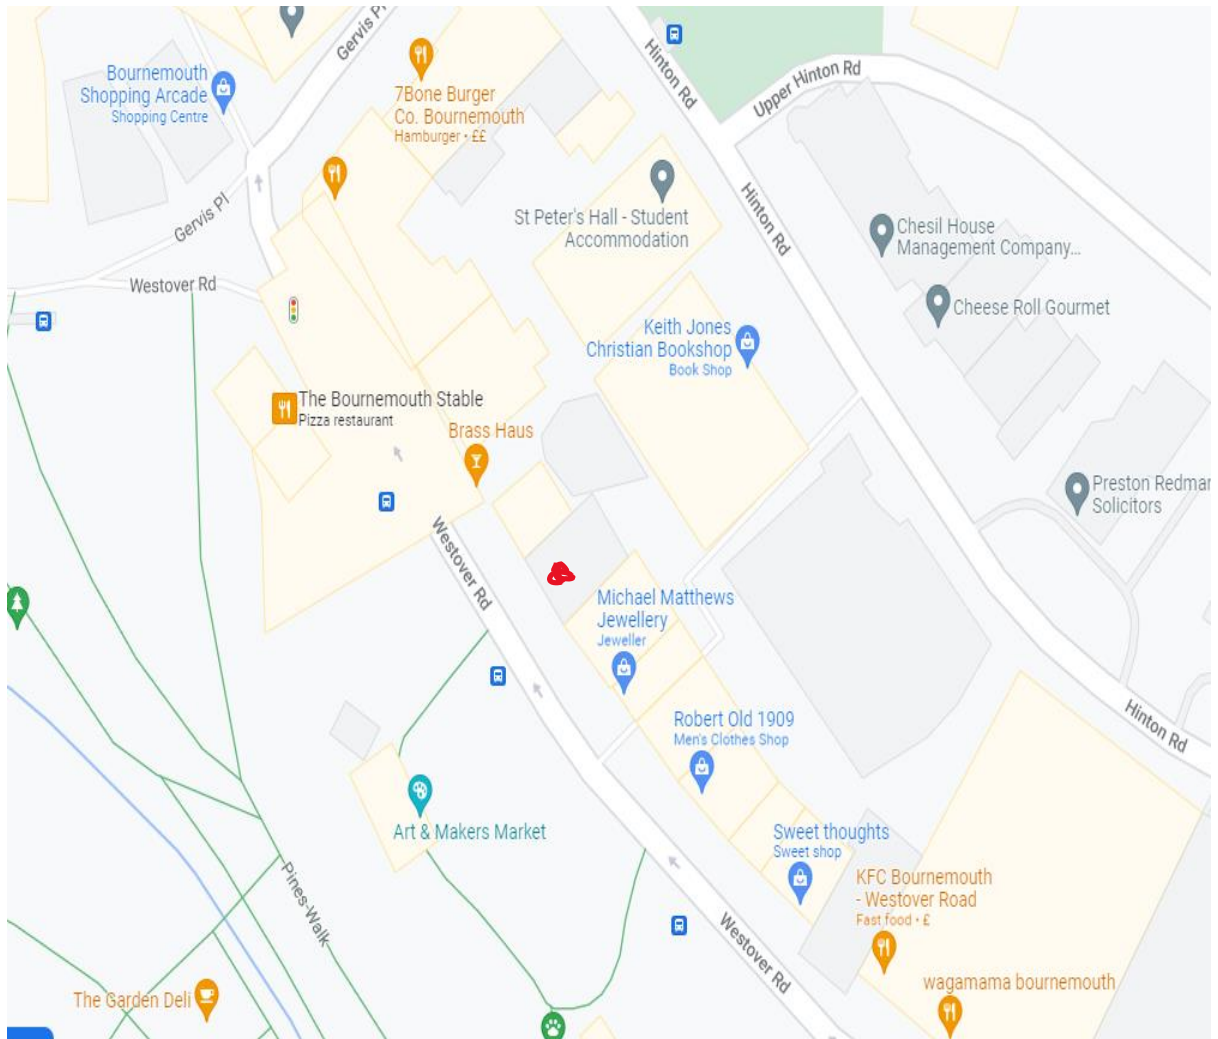 Gervis Pl
Hinton Rd
Upper Hinton Rd
Bournemouth
Shopping Arcade
Shopping Centre
7Bone Burger
Co. Bournemouth
Hamburger • ££
Gervis Pl
St Peter's Hall - Student
Accommodation
Hinton Rd
Chesil House
Management Company...
Westover Rd
Cheese Roll Gourmet
Keith Jones
Christian Bookshop
Book Shop
The Bournemouth Stable
Pizza restaurant
Brass Haus
Preston Redmar
Solicitors
Westover Rd
Michael Matthews
Jewellery
Jeweller
Robert Old 1909
Men's Clothes Shop
Hinton Rd
Art & Makers Market
Sweet thoughts
Sweet shop
Pines-Walk
KFC Bournemouth
- Westover Road
Fast food • £
Westover Rd
The Garden Deli
wagamama bournemouth